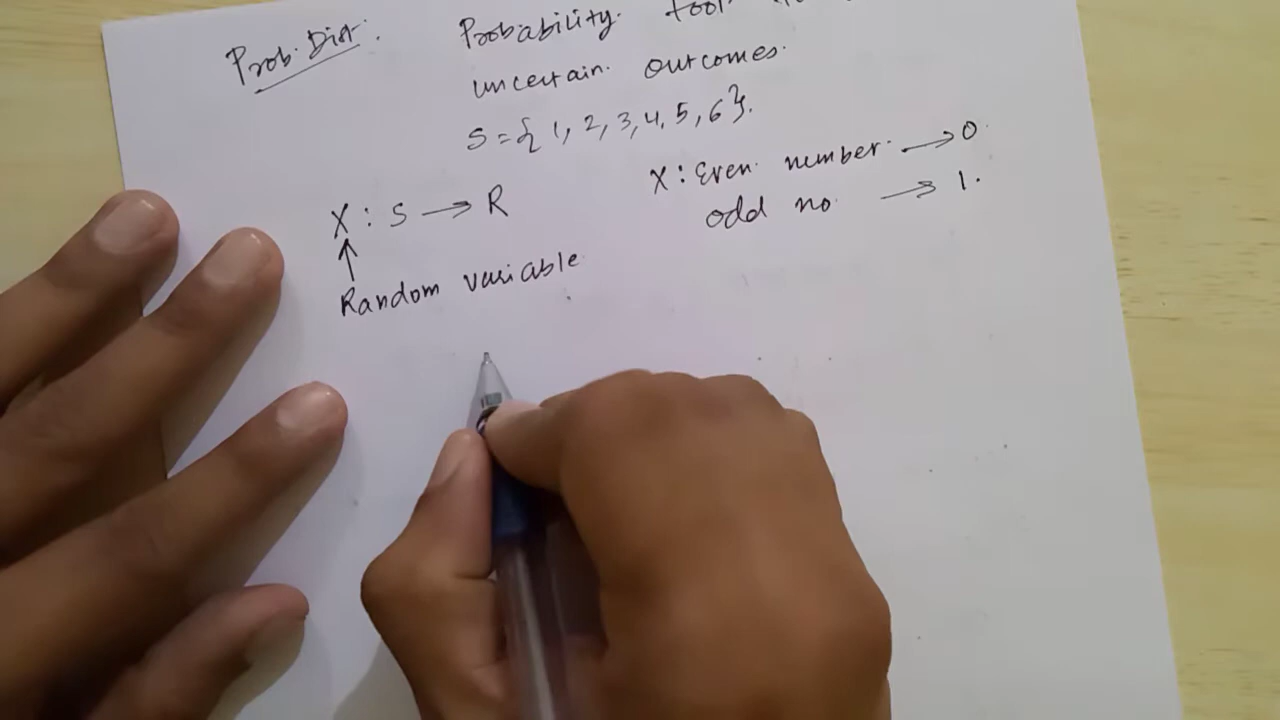 Prob. Dist: Probability. tool
uncertain. outcomes.
S = { 1, 2, 3, 4, 5, 6 }.
X : S → R
X : Even number. → 0.
odd no. → 1.
↑
Random variable